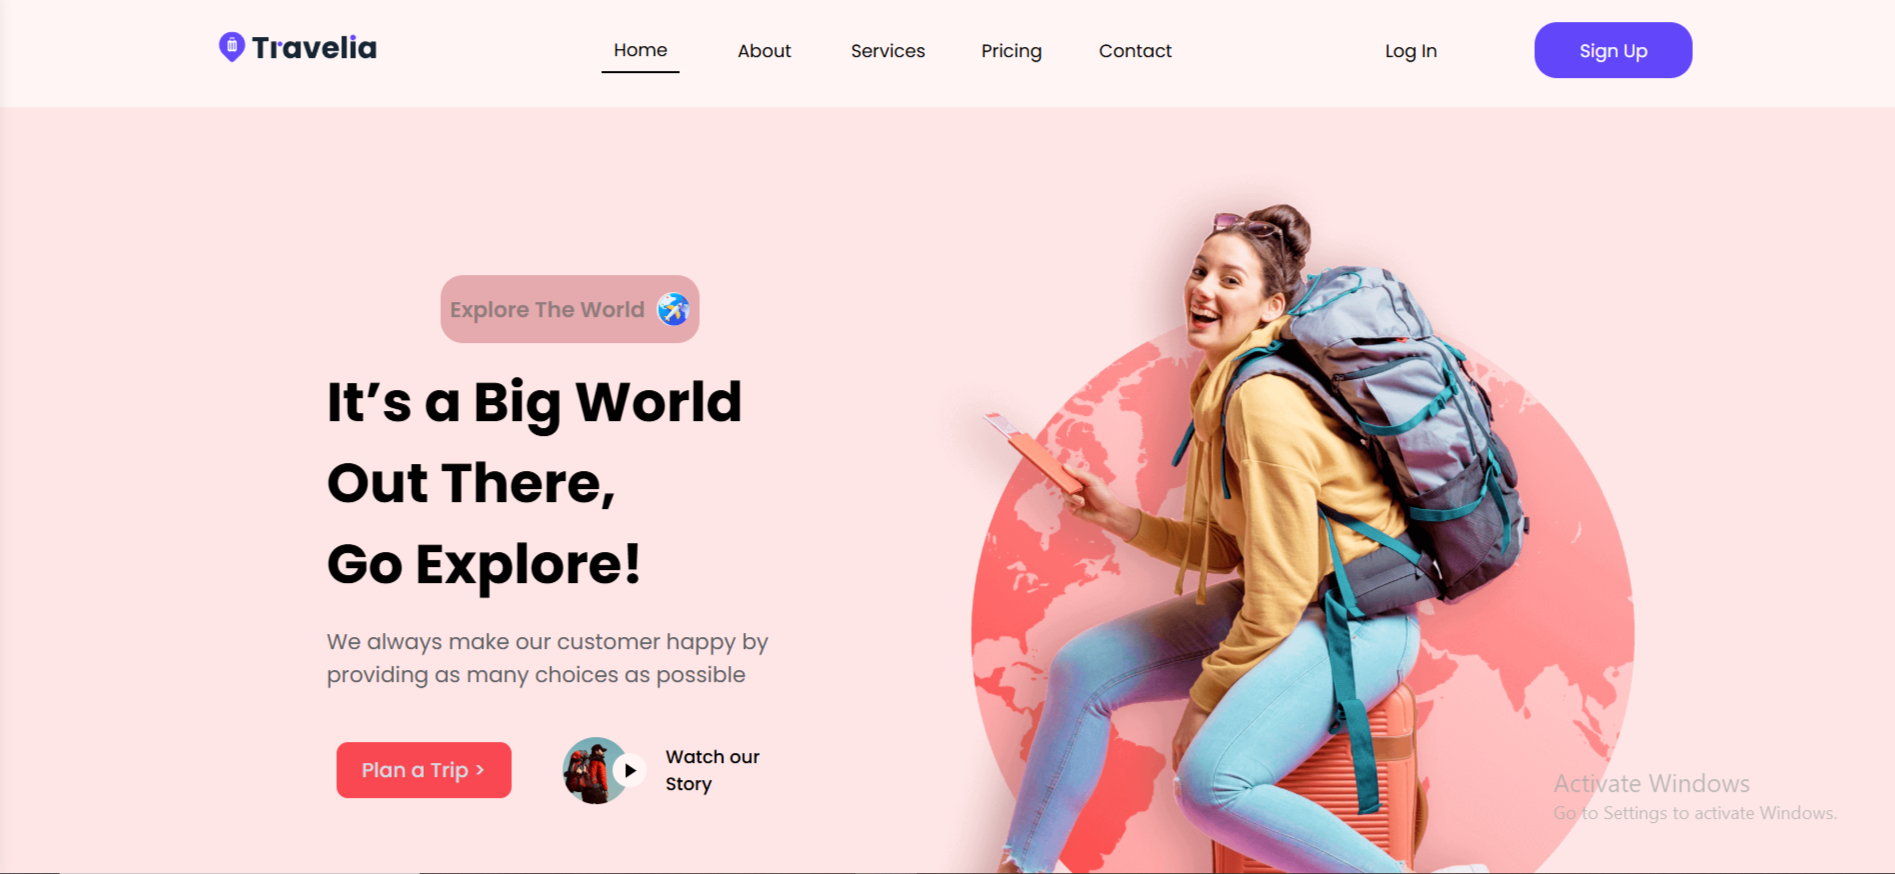 Travelia
Home About Services Pricing Contact Log In Sign Up
Explore The World
It’s a Big World
Out There,
Go Explore!
We always make our customer happy by
providing as many choices as possible
Plan a Trip >
Watch our
Story
Activate Windows
Go to Settings to activate Windows.